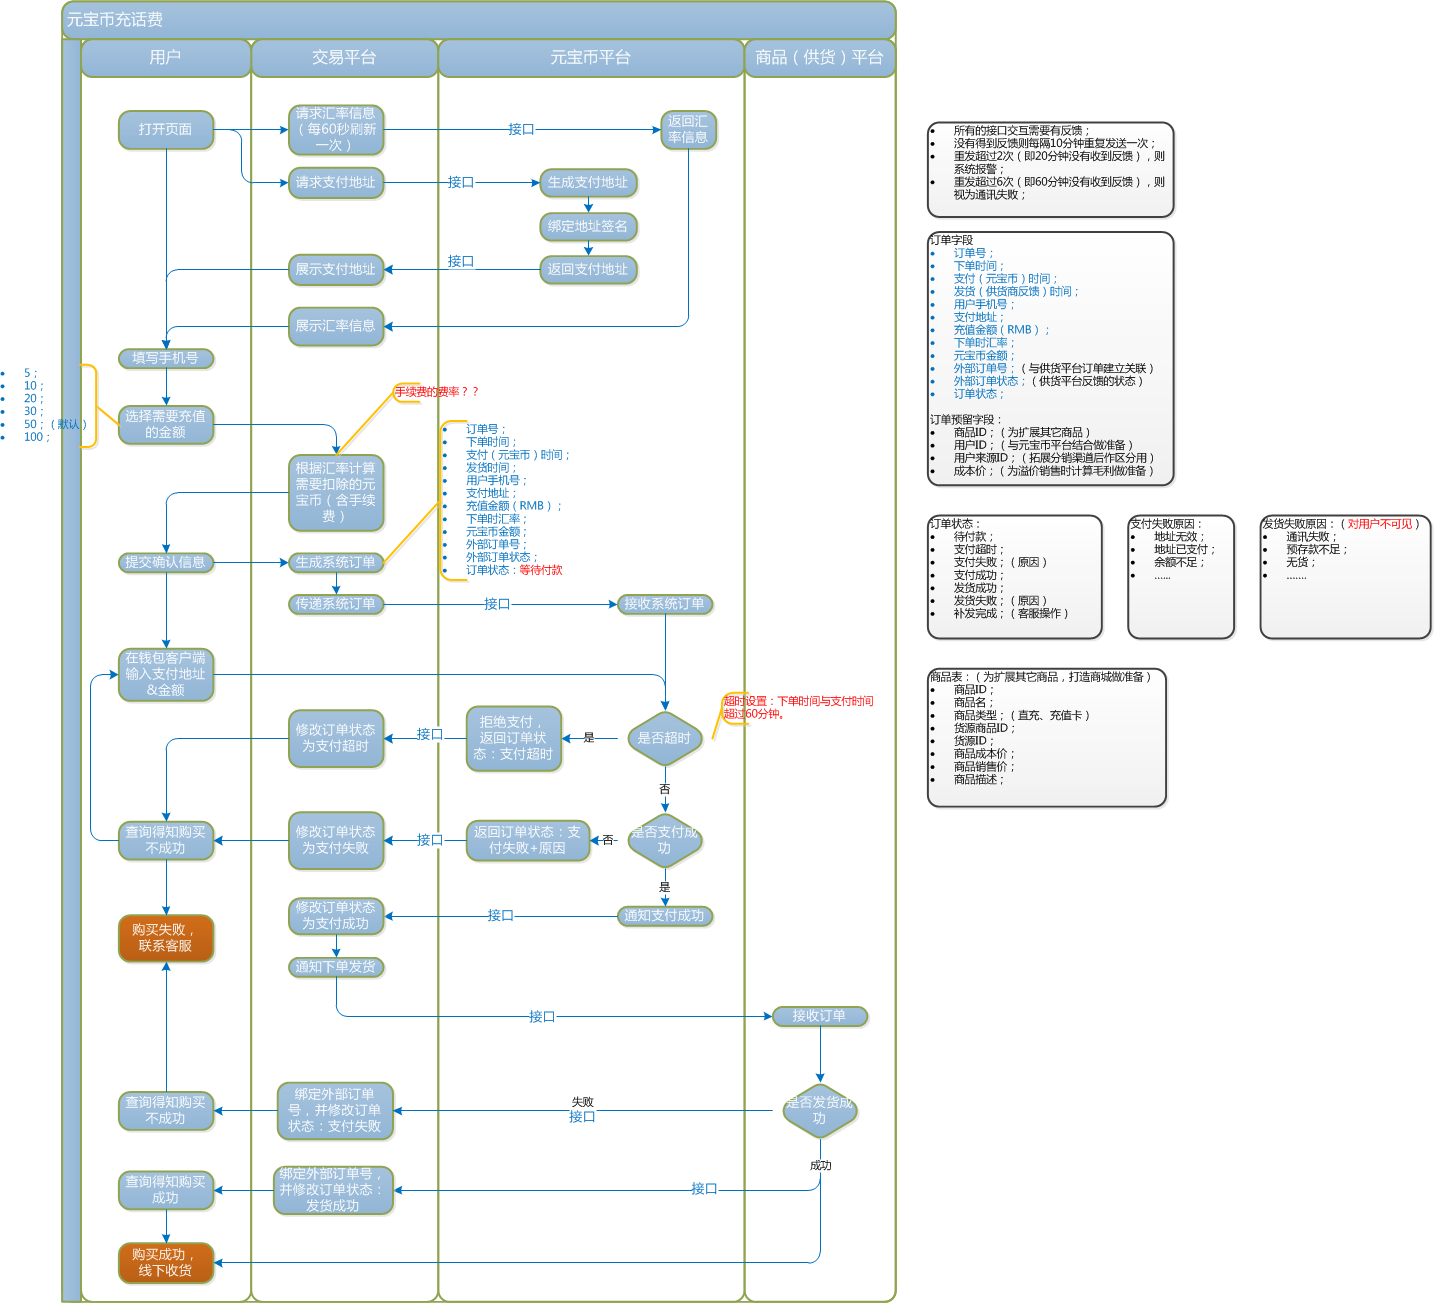 元宝币充话费
用户
交易平台
元宝币平台
商品（供货）平台
打开页面
请求汇率信息
（每60秒刷新
一次）
接口
返回汇
率信息
请求支付地址
接口
生成支付地址
绑定地址签名
展示支付地址
接口
返回支付地址
展示汇率信息
填写手机号
5；
10；
20；
30；
50；（默认）
100；
选择需要充值
的金额
手续费的费率？？
根据汇率计算
需要扣除的元
宝币（含手续
费）
订单号；
下单时间；
支付（元宝币）时间；
发货时间；
用户手机号；
支付地址；
充值金额（RMB）；
下单时汇率；
元宝币金额；
外部订单号；
外部订单状态；
订单状态：等待付款
提交确认信息
生成系统订单
传递系统订单
接口
接收系统订单
在钱包客户端
输入支付地址
&金额
超时设置：下单时间与支付时间
超过60分钟。
修改订单状态
为支付超时
接口
拒绝支付，
返回订单状
态：支付超时
是
是否超时
否
查询得知购买
不成功
修改订单状态
为支付失败
接口
返回订单状态：支
付失败+原因
否
是否支付成
功
是
修改订单状态
为支付成功
接口
通知支付成功
购买失败，
联系客服
通知下单发货
接口
接收订单
查询得知购买
不成功
绑定外部订单
号，并修改订单
状态：支付失败
失败
接口
是否发货成
功
成功
查询得知购买
成功
绑定外部订单号，
并修改订单状态：
发货成功
接口
购买成功，
线下收货
所有的接口交互需要有反馈；
没有得到反馈则每隔10分钟重复发送一次；
重发超过2次（即20分钟没有收到反馈），则
系统报警；
重发超过6次（即60分钟没有收到反馈），则
视为通讯失败；
订单字段
订单号；
下单时间；
支付（元宝币）时间；
发货（供货商反馈）时间；
用户手机号；
支付地址；
充值金额（RMB）；
下单时汇率；
元宝币金额；
外部订单号；（与供货平台订单建立关联）
外部订单状态；（供货平台反馈的状态）
订单状态；
订单预留字段：
商品ID；（为扩展其它商品）
用户ID；（与元宝币平台结合做准备）
用户来源ID；（拓展分销渠道后作区分用）
成本价；（为溢价销售时计算毛利做准备）
订单状态：
待付款；
支付超时；
支付失败；（原因）
支付成功；
发货成功；
发货失败；（原因）
补发完成；（客服操作）
支付失败原因：
地址无效；
地址已支付；
余额不足；
......
发货失败原因：（对用户不可见）
通讯失败；
预存款不足；
无货；
.......
商品表：（为扩展其它商品，打造商城做准备）
商品ID；
商品名；
商品类型；（直充、充值卡）
货源商品ID；
货源ID；
商品成本价；
商品销售价；
商品描述；